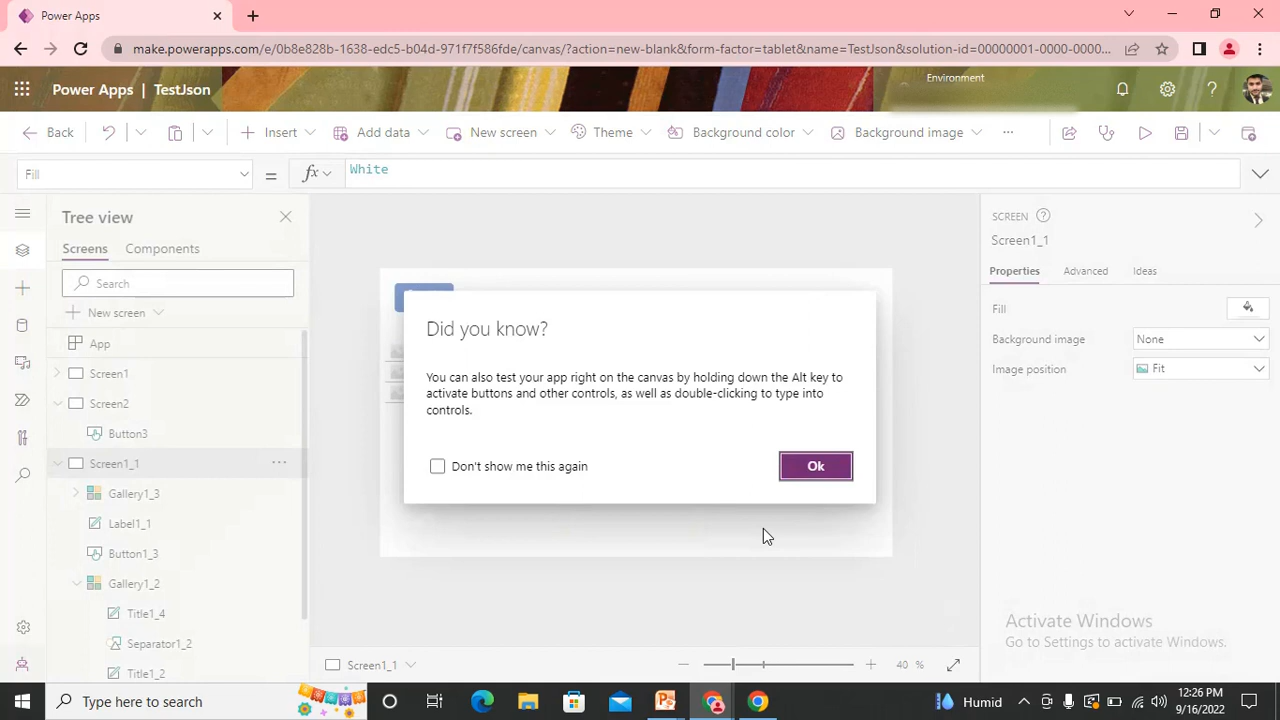 Power Apps
make.powerapps.com/e/0b8e828b-1638-edc5-b04d-971f7f586fde/canvas/?action=new-blank&form-factor=tablet&name=TestJson&solution-id=00000001-0000-0000...
Power Apps | TestJson
Environment
Back
Insert
Add data
New screen
Theme
Background color
Background image
Fill
=
fx
White
Tree view
Screens
Components
Search
New screen
App
Screen1
Screen2
Button3
Screen1_1
Gallery1_3
Label1_1
Button1_3
Gallery1_2
Title1_4
Separator1_2
Title1_2
Did you know?
You can also test your app right on the canvas by holding down the Alt key to
activate buttons and other controls, as well as double-clicking to type into
controls.
Don't show me this again
Ok
SCREEN
Screen1_1
Properties
Advanced
Ideas
Fill
Background image
None
Image position
Fit
Activate Windows
Go to Settings to activate Windows.
Screen1_1
40 %
Type here to search
Humid
12:26 PM
9/16/2022